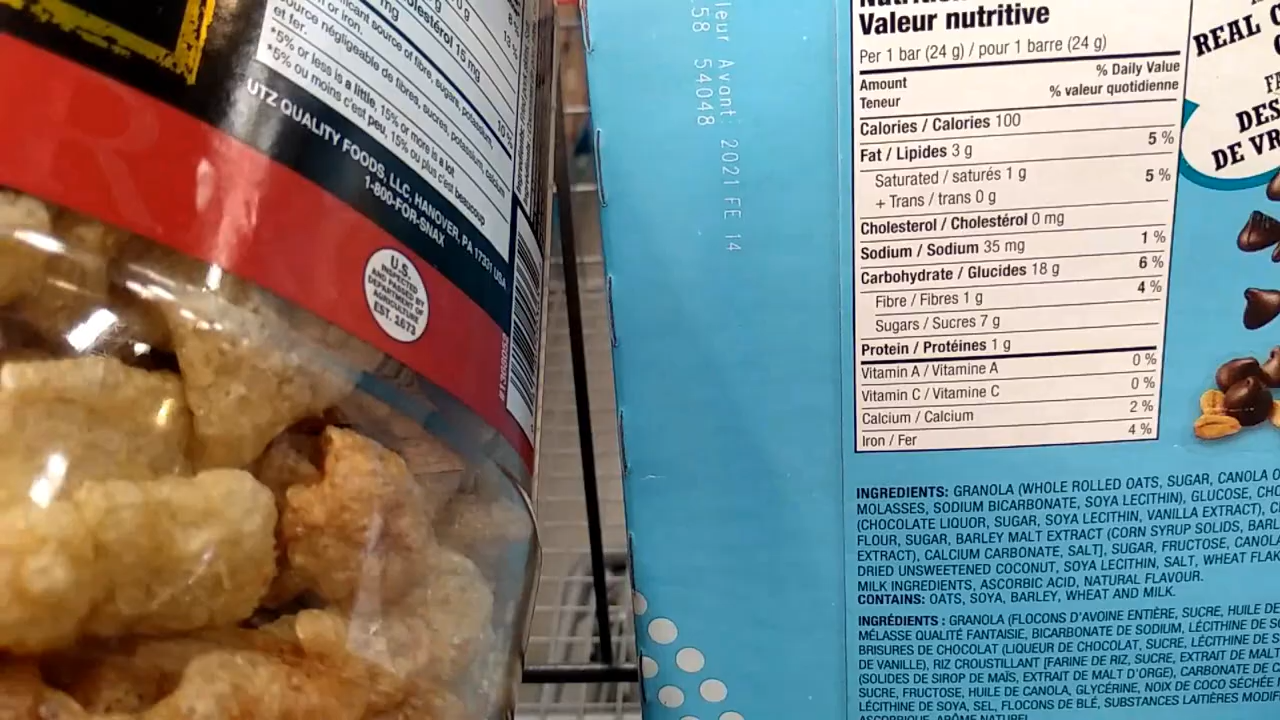 0 g
olestérol 15 mg
mg
icant source of fibre, sugars, potassium,
or iron.
ource négligeable de fibres, sucres, potassium, calcium
et fer.
*5% or less is a little, 15% or more is a lot
*5% ou moins c'est peu, 15% ou plus c'est beaucoup
UTZ QUALITY FOODS, LLC, HANOVER, PA 17331 USA
1-800-FOR-SNAX
U.S.
INSPECTED
AND PASSED BY
DEPARTMENT OF
AGRICULTURE
EST. 1673
leur Avant: 2021 FE 14
58 54048
Valeur nutritive
Per 1 bar (24 g) / pour 1 barre (24 g)
Amount % Daily Value
Teneur % valeur quotidienne
Calories / Calories 100
Fat / Lipides 3 g 5 %
Saturated / saturés 1 g 5 %
+ Trans / trans 0 g
Cholesterol / Cholestérol 0 mg
Sodium / Sodium 35 mg 1 %
Carbohydrate / Glucides 18 g 6 %
Fibre / Fibres 1 g 4 %
Sugars / Sucres 7 g
Protein / Protéines 1 g
Vitamin A / Vitamine A 0 %
Vitamin C / Vitamine C 0 %
Calcium / Calcium 2 %
Iron / Fer 4 %
REAL C
DES
DE VR
INGREDIENTS: GRANOLA (WHOLE ROLLED OATS, SUGAR, CANOLA O
MOLASSES, SODIUM BICARBONATE, SOYA LECITHIN), GLUCOSE, CHO
(CHOCOLATE LIQUOR, SUGAR, SOYA LECITHIN, VANILLA EXTRACT), C
FLOUR, SUGAR, BARLEY MALT EXTRACT (CORN SYRUP SOLIDS, BARL
EXTRACT), CALCIUM CARBONATE, SALT], SUGAR, FRUCTOSE, CANOLA
DRIED UNSWEETENED COCONUT, SOYA LECITHIN, SALT, WHEAT FLAK
MILK INGREDIENTS, ASCORBIC ACID, NATURAL FLAVOUR.
CONTAINS: OATS, SOYA, BARLEY, WHEAT AND MILK.
INGRÉDIENTS : GRANOLA (FLOCONS D'AVOINE ENTIÈRE, SUCRE, HUILE DE
MÉLASSE QUALITÉ FANTAISIE, BICARBONATE DE SODIUM, LÉCITHINE DE SO
BRISURES DE CHOCOLAT (LIQUEUR DE CHOCOLAT, SUCRE, LÉCITHINE DE S
DE VANILLE), RIZ CROUSTILLANT [FARINE DE RIZ, SUCRE, EXTRAIT DE MALT
(SOLIDES DE SIROP DE MAÏS, EXTRAIT DE MALT D'ORGE), CARBONATE DE C
SUCRE, FRUCTOSE, HUILE DE CANOLA, GLYCÉRINE, NOIX DE COCO SÉCHÉE
LÉCITHINE DE SOYA, SEL, FLOCONS DE BLÉ, SUBSTANCES LAITIÈRES MODIF